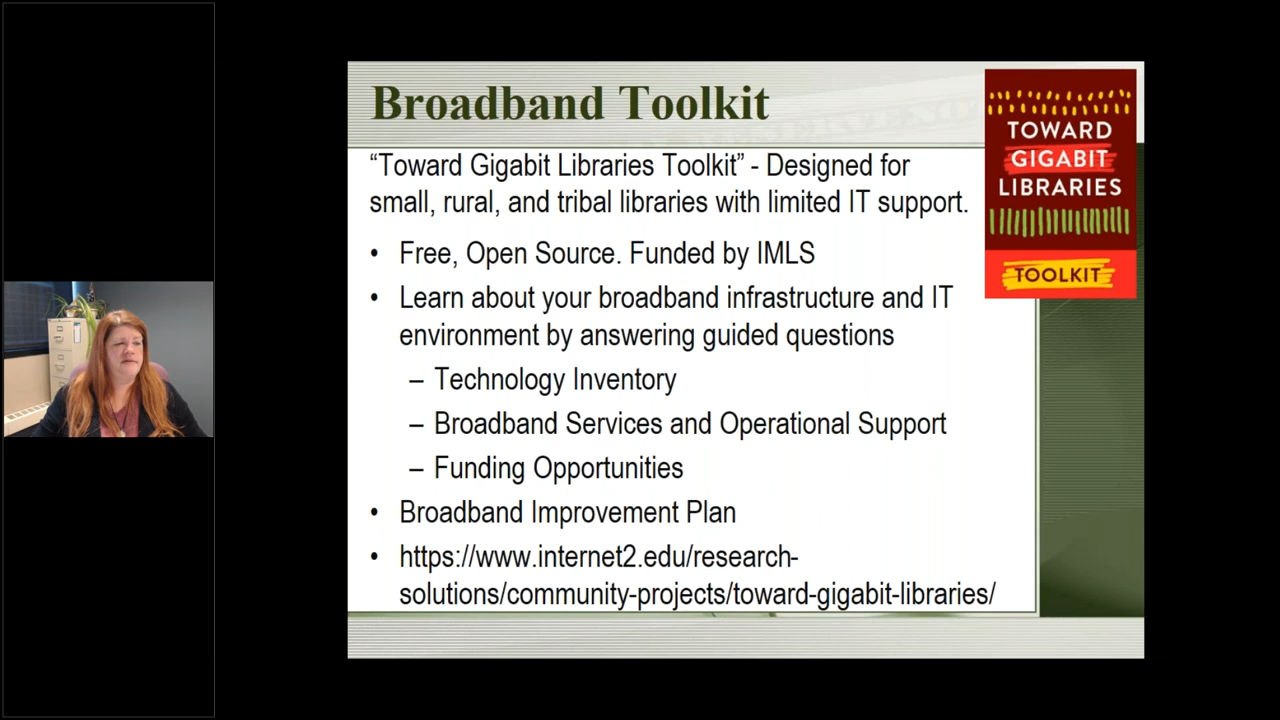 Broadband Toolkit
“Toward Gigabit Libraries Toolkit” - Designed for
small, rural, and tribal libraries with limited IT support.
• Free, Open Source. Funded by IMLS
• Learn about your broadband infrastructure and IT
environment by answering guided questions
– Technology Inventory
– Broadband Services and Operational Support
– Funding Opportunities
• Broadband Improvement Plan
• https://www.internet2.edu/research-
solutions/community-projects/toward-gigabit-libraries/
TOWARD
GIGABIT
LIBRARIES
TOOLKIT